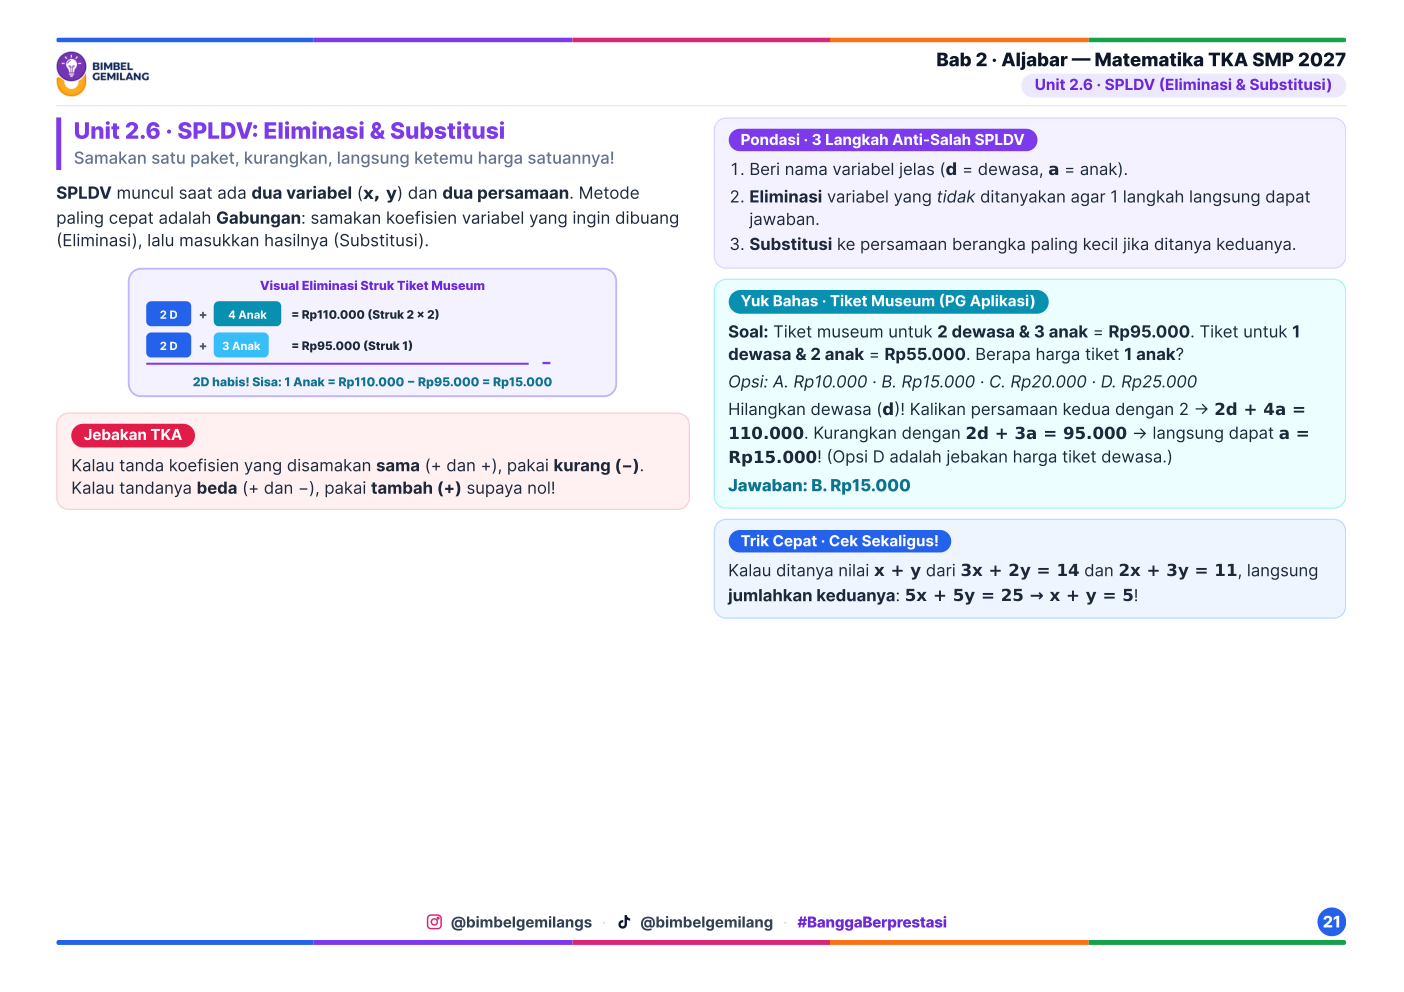 BIMBEL
GEMILANG
Bab 2 · Aljabar — Matematika TKA SMP 2027
Unit 2.6 · SPLDV (Eliminasi & Substitusi)
Unit 2.6 · SPLDV: Eliminasi & Substitusi
Samakan satu paket, kurangkan, langsung ketemu harga satuannya!
SPLDV muncul saat ada dua variabel (x, y) dan dua persamaan. Metode
paling cepat adalah Gabungan: samakan koefisien variabel yang ingin dibuang
(Eliminasi), lalu masukkan hasilnya (Substitusi).
Visual Eliminasi Struk Tiket Museum
2 D + 4 Anak = Rp110.000 (Struk 2 × 2)
2 D + 3 Anak = Rp95.000 (Struk 1)
−
2D habis! Sisa: 1 Anak = Rp110.000 − Rp95.000 = Rp15.000
Jebakan TKA
Kalau tanda koefisien yang disamakan sama (+ dan +), pakai kurang (−).
Kalau tandanya beda (+ dan −), pakai tambah (+) supaya nol!
Pondasi · 3 Langkah Anti-Salah SPLDV
1. Beri nama variabel jelas (d = dewasa, a = anak).
2. Eliminasi variabel yang tidak ditanyakan agar 1 langkah langsung dapat
jawaban.
3. Substitusi ke persamaan berangka paling kecil jika ditanya keduanya.
Yuk Bahas · Tiket Museum (PG Aplikasi)
Soal: Tiket museum untuk 2 dewasa & 3 anak = Rp95.000. Tiket untuk 1
dewasa & 2 anak = Rp55.000. Berapa harga tiket 1 anak?
Opsi: A. Rp10.000 · B. Rp15.000 · C. Rp20.000 · D. Rp25.000
Hilangkan dewasa (d)! Kalikan persamaan kedua dengan 2 → 2d + 4a =
110.000. Kurangkan dengan 2d + 3a = 95.000 → langsung dapat a =
Rp15.000! (Opsi D adalah jebakan harga tiket dewasa.)
Jawaban: B. Rp15.000
Trik Cepat · Cek Sekaligus!
Kalau ditanya nilai x + y dari 3x + 2y = 14 dan 2x + 3y = 11, langsung
jumlahkan keduanya: 5x + 5y = 25 → x + y = 5!
@bimbelgemilangs · @bimbelgemilang · #BanggaBerprestasi
21